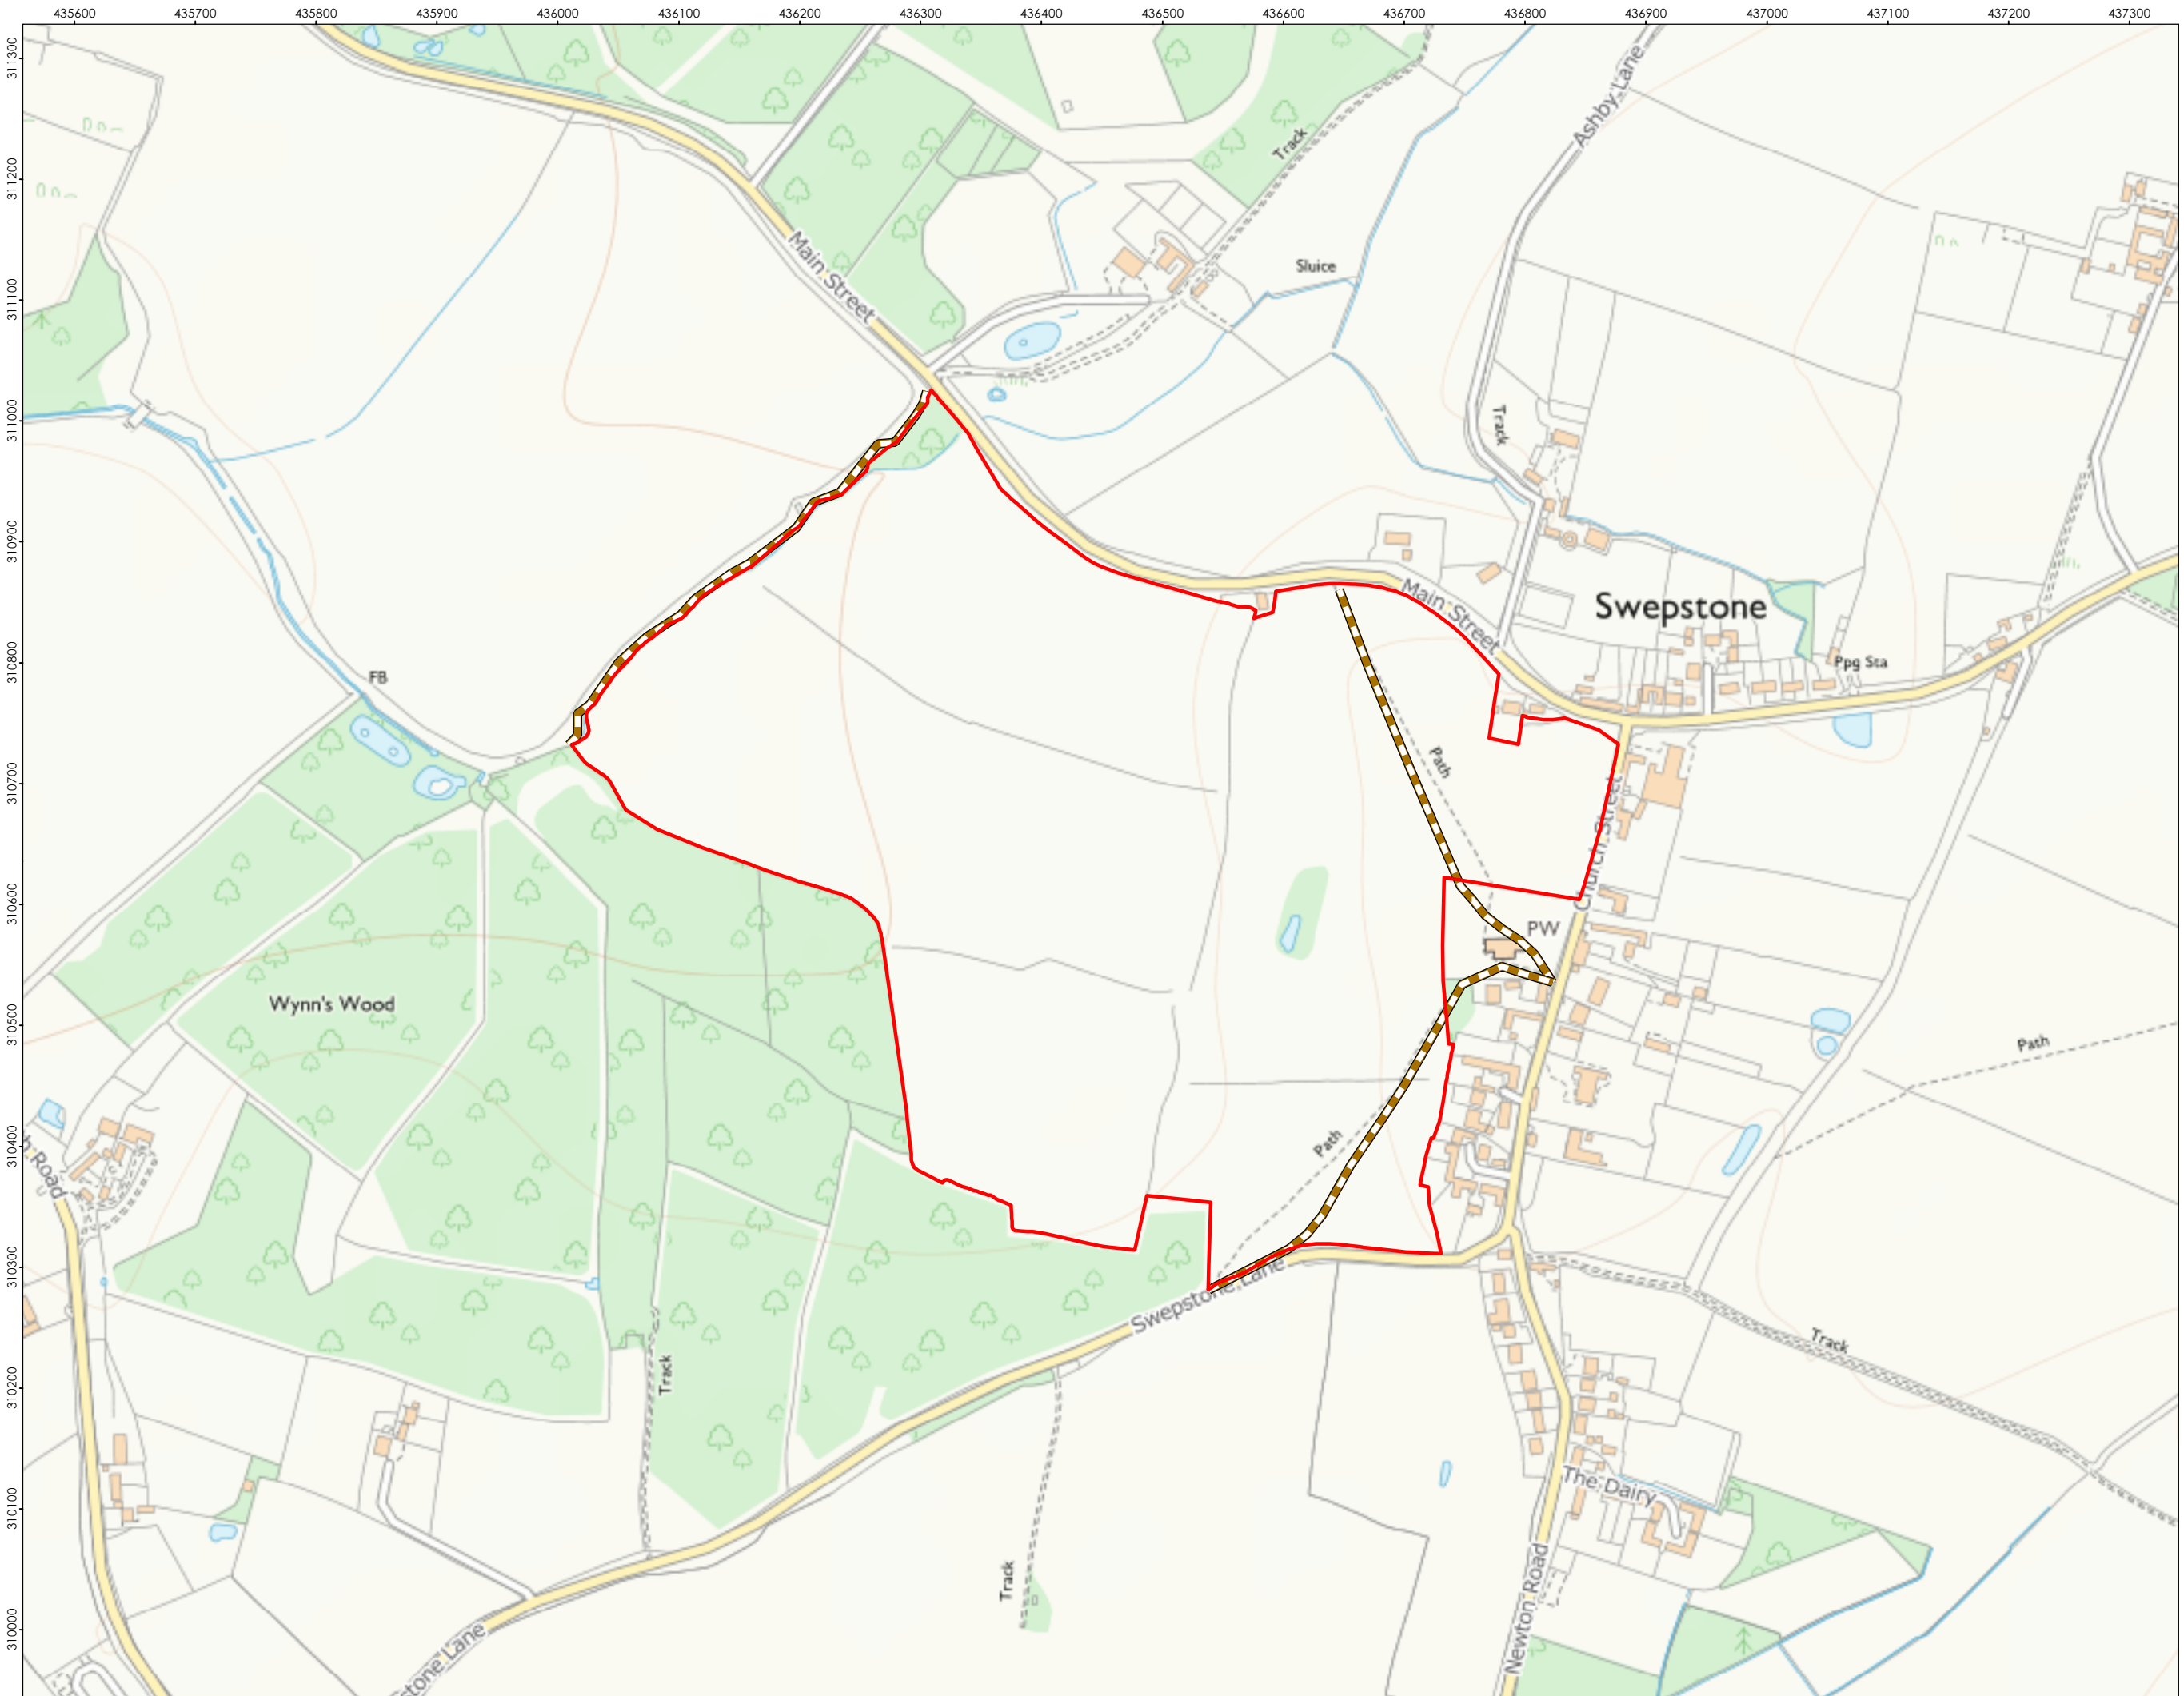 435600 435700 435800 435900 436000 436100 436200 436300 436400 436500 436600 436700 436800 436900 437000 437100 437200 437300
311300
311200
311100
311000
310900
310800
310700
310600
310500
310400
310300
310200
310100
310000
Ashby Lane
Track
Main Street
Sluice
Track
Main Street
Swepstone
Ppg Sta
FB
Path
Church Street
PW
Wynn's Wood
Path
Path
Road
Swepstone Lane
Track
Track
The Dairy
Track
Newton Road
stone Lane